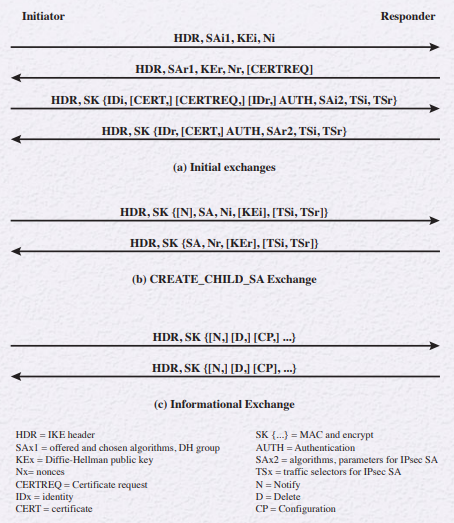 Initiator Responder
HDR, SAi1, KEi, Ni
HDR, SAr1, KEr, Nr, [CERTREQ]
HDR, SK {IDi, [CERT,] [CERTREQ,] [IDr,] AUTH, SAi2, TSi, TSr}
HDR, SK {IDr, [CERT,] AUTH, SAr2, TSi, TSr}
(a) Initial exchanges
HDR, SK {[N], SA, Ni, [KEi], [TSi, TSr]}
HDR, SK {SA, Nr, [KEr], [TSi, TSr]}
(b) CREATE_CHILD_SA Exchange
HDR, SK {[N,] [D,] [CP,] ...}
HDR, SK {[N,] [D,] [CP], ...}
(c) Informational Exchange
HDR = IKE header
SAx1 = offered and chosen algorithms, DH group
KEx = Diffie-Hellman public key
Nx= nonces
CERTREQ = Certificate request
IDx = identity
CERT = certificate
SK {...} = MAC and encrypt
AUTH = Authentication
SAx2 = algorithms, parameters for IPsec SA
TSx = traffic selectors for IPsec SA
N = Notify
D = Delete
CP = Configuration